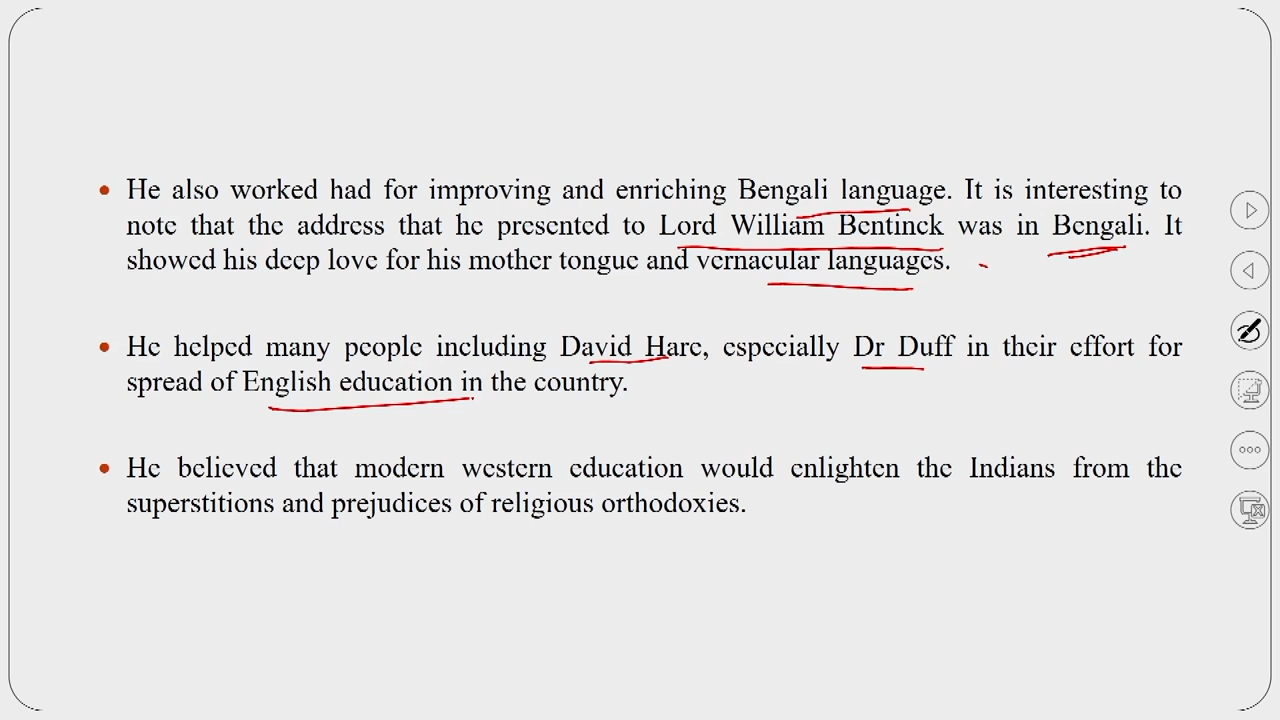 • He also worked had for improving and enriching Bengali language. It is interesting to
note that the address that he presented to Lord William Bentinck was in Bengali. It
showed his deep love for his mother tongue and vernacular languages.
• He helped many people including David Hare, especially Dr Duff in their effort for
spread of English education in the country.
• He believed that modern western education would enlighten the Indians from the
superstitions and prejudices of religious orthodoxies.